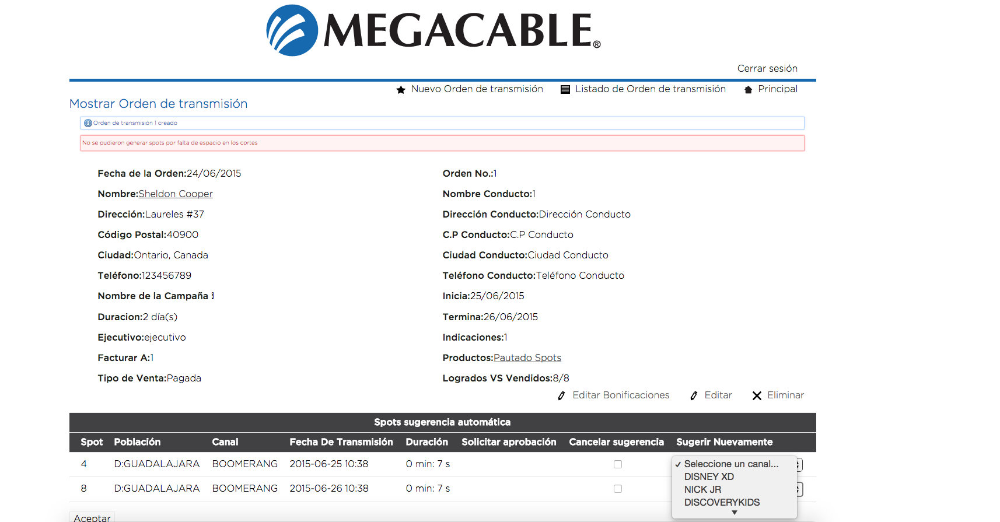 MEGACABLE®
Cerrar sesión
Nuevo Orden de transmisión Listado de Orden de transmisión Principal
Mostrar Orden de transmisión
Orden de transmisión 1 creado
No se pudieron generar spots por falta de espacio en los cortes
Fecha de la Orden:24/06/2015 Orden No.:1
Nombre:Sheldon Cooper Nombre Conducto:1
Dirección:Laureles #37 Dirección Conducto:Dirección Conducto
Código Postal:40900 C.P Conducto:C.P Conducto
Ciudad:Ontario, Canada Ciudad Conducto:Ciudad Conducto
Teléfono:123456789 Teléfono Conducto:Teléfono Conducto
Nombre de la Campaña Inicia:25/06/2015
Duracion:2 día(s) Termina:26/06/2015
Ejecutivo:ejecutivo Indicaciones:1
Facturar A:1 Productos:Pautado Spots
Tipo de Venta:Pagada Logrados VS Vendidos:8/8
Editar Bonificaciones Editar Eliminar
Spots sugerencia automática
Spot Población Canal Fecha De Transmisión Duración Solicitar aprobación Cancelar sugerencia Sugerir Nuevamente
4 D:GUADALAJARA BOOMERANG 2015-06-25 10:38 0 min: 7 s ✓ Seleccione un canal...
DISNEY XD
8 D:GUADALAJARA BOOMERANG 2015-06-26 10:38 0 min: 7 s NICK JR
DISCOVERYKIDS
Aceptar